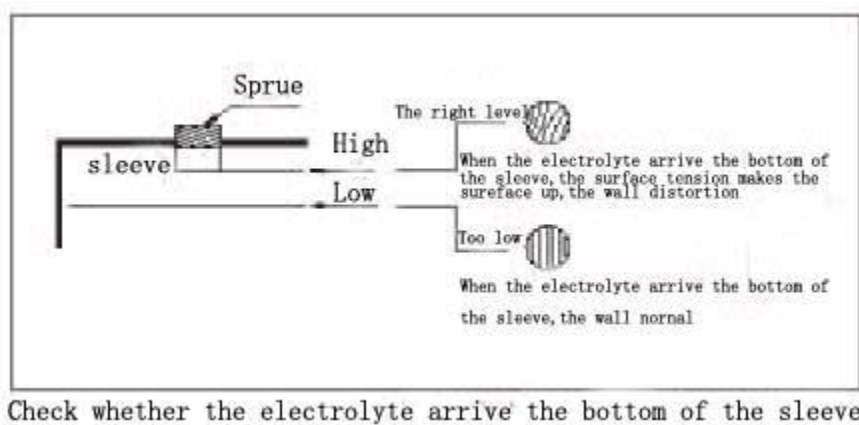 Sprue
The right level
High
sleeve
When the electrolyte arrive the bottom of
the sleeve,the surface tension makes the
sureface up,the wall distortion
Low
Too low
When the electrolyte arrive the bottom of
the sleeve,the wall nornal
Check whether the electrolyte arrive the bottom of the sleeve